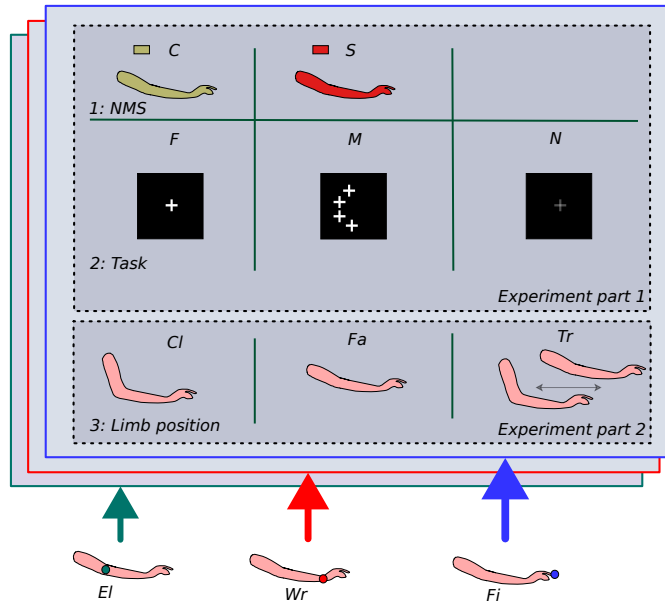 C
S
1: NMS
F
M
N
2: Task
Experiment part 1
Cl
Fa
Tr
3: Limb position
Experiment part 2
El
Wr
Fi